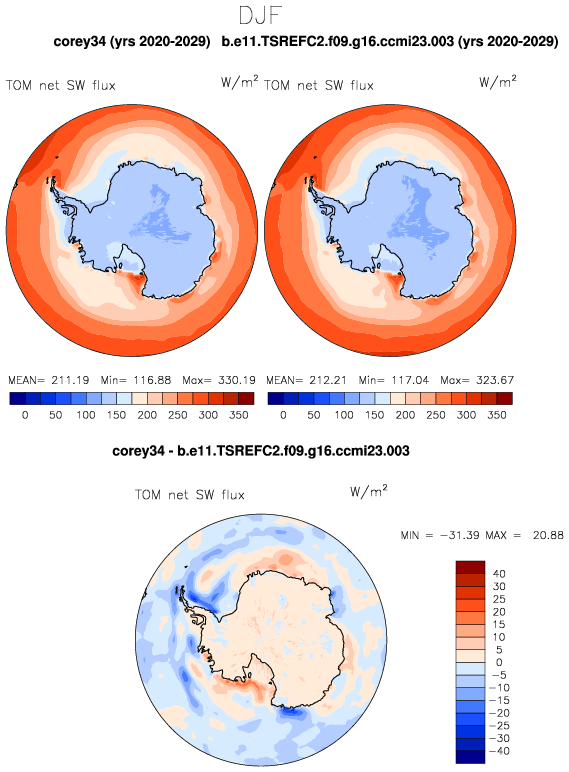 DJF
corey34 (yrs 2020-2029) b.e11.TSREFC2.f09.g16.ccmi23.003 (yrs 2020-2029)
TOM net SW flux W/m² TOM net SW flux W/m²
MEAN= 211.19 Min= 116.88 Max= 330.19 MEAN= 212.21 Min= 117.04 Max= 323.67
0 50 100 150 200 250 300 350 0 50 100 150 200 250 300 350
corey34 - b.e11.TSREFC2.f09.g16.ccmi23.003
TOM net SW flux W/m²
MIN = -31.39 MAX = 20.88
40
30
25
20
15
10
5
0
-5
-10
-15
-20
-25
-30
-40